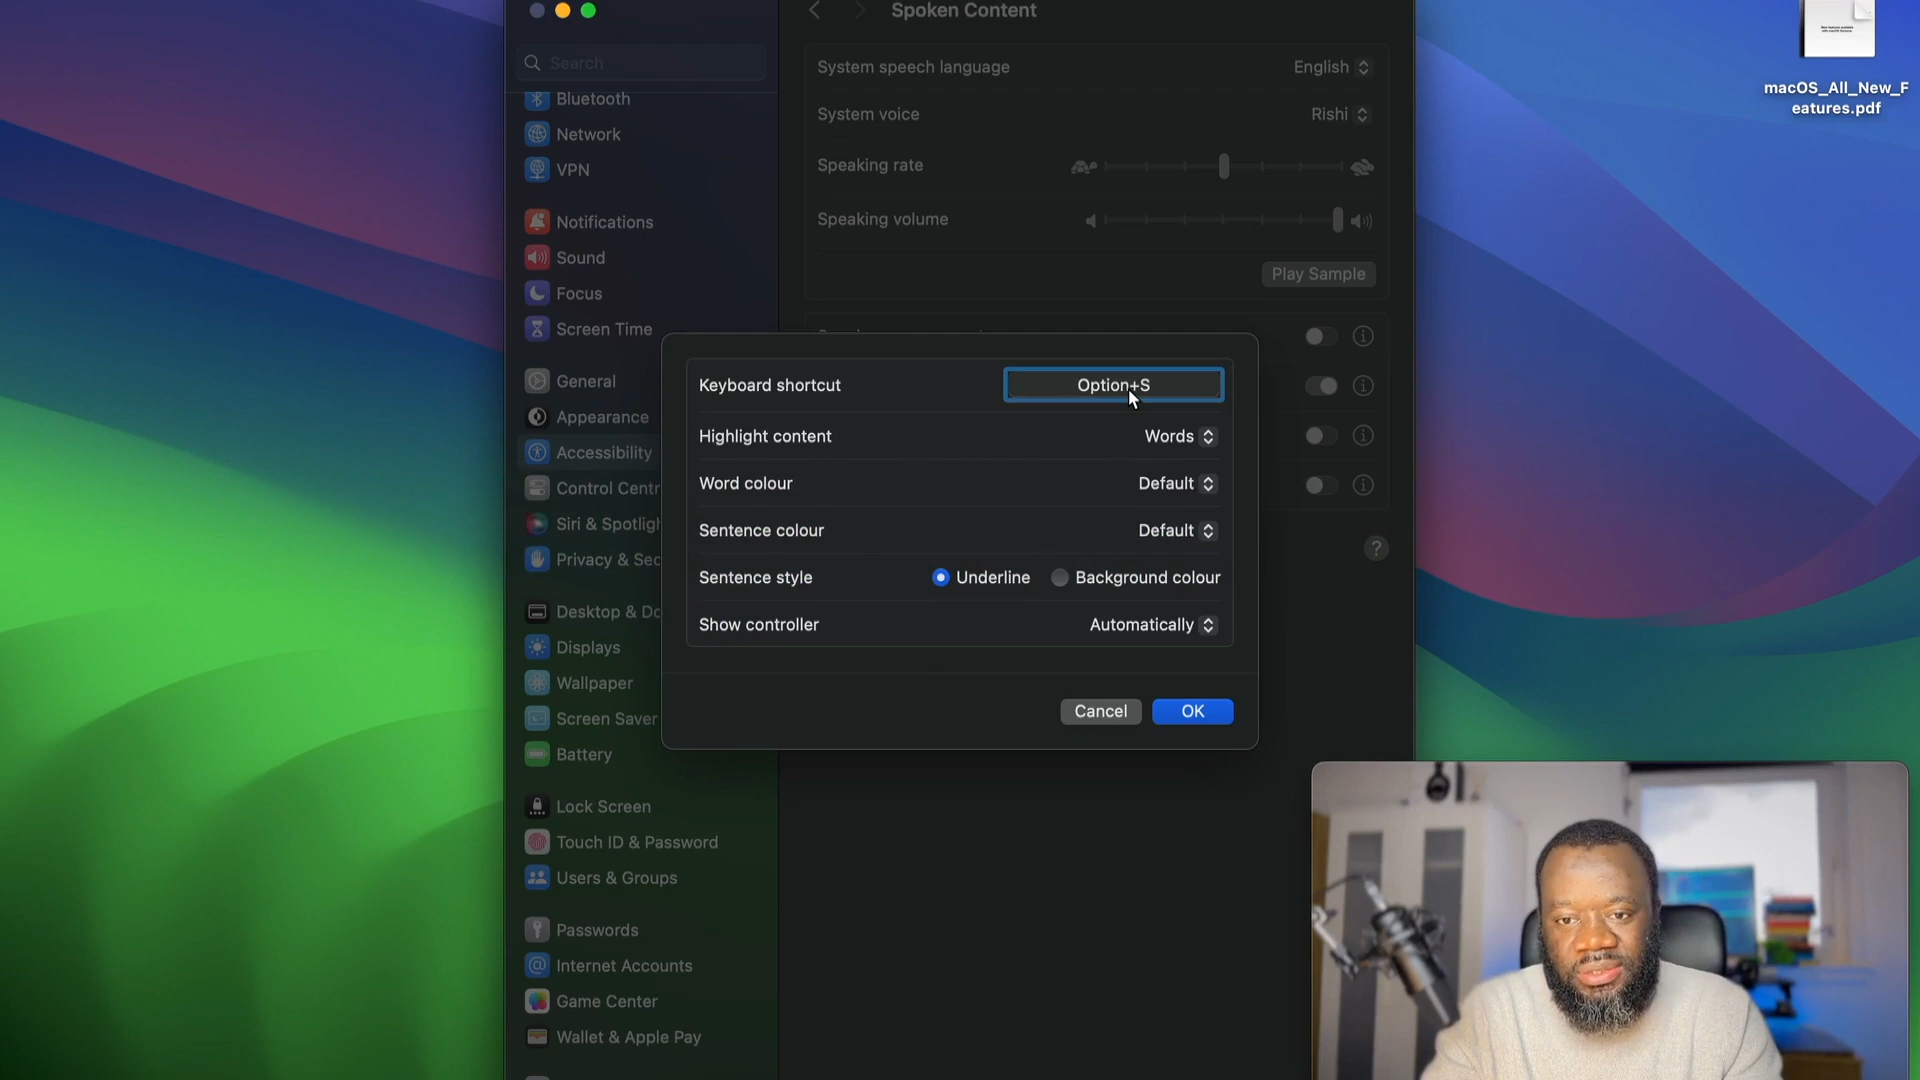 Spoken Content
Search
Bluetooth
Network
VPN
Notifications
Sound
Focus
Screen Time
General
Appearance
Accessibility
Control Centr
Siri & Spotligh
Privacy & Sec
Desktop & Do
Displays
Wallpaper
Screen Saver
Battery
Lock Screen
Touch ID & Password
Users & Groups
Passwords
Internet Accounts
Game Center
Wallet & Apple Pay
System speech language English
System voice Rishi
Speaking rate
Speaking volume
Play Sample
Keyboard shortcut Option+S
Highlight content Words
Word colour Default
Sentence colour Default
Sentence style Underline Background colour
Show controller Automatically
Cancel OK
?
macOS_All_New_F
eatures.pdf